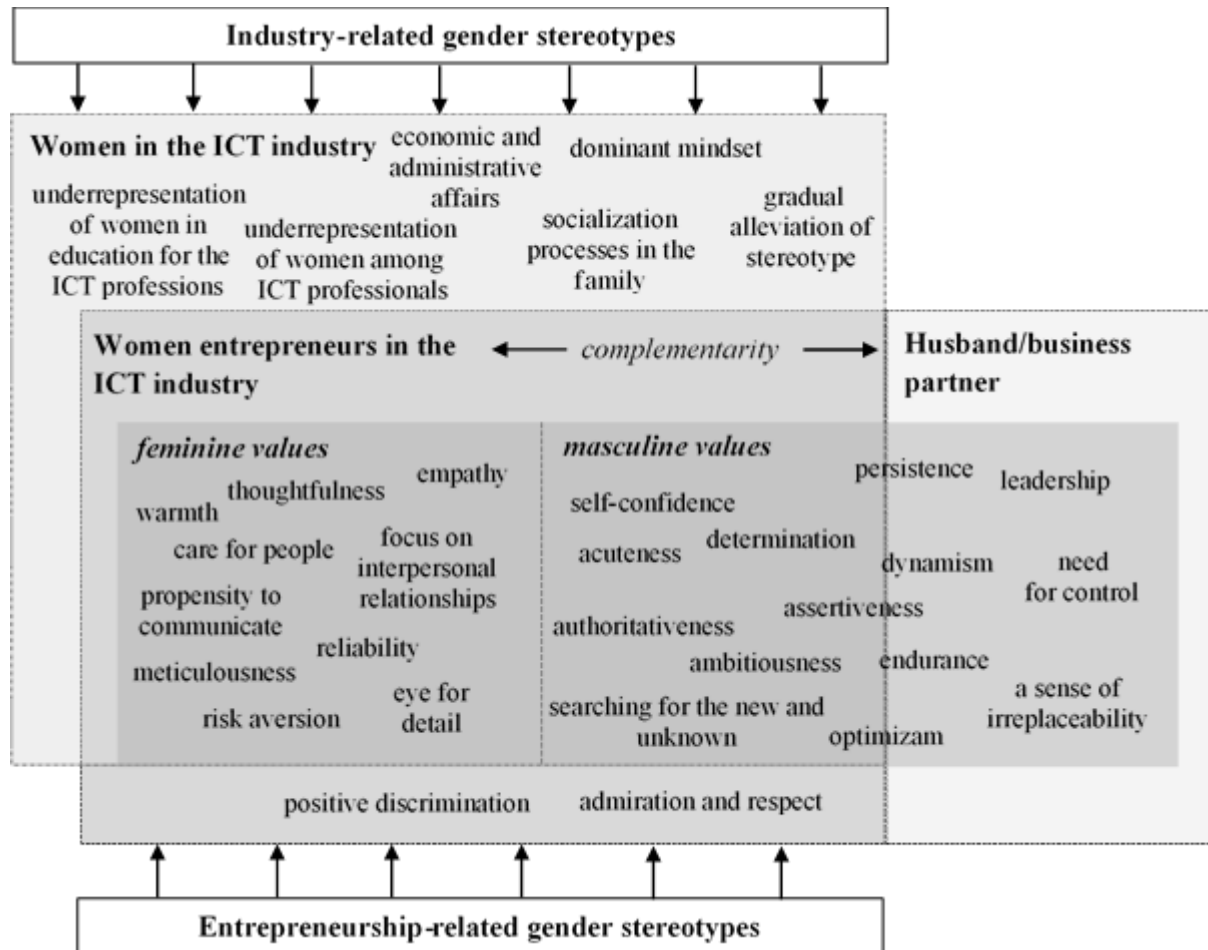 Industry-related gender stereotypes
Women in the ICT industry
economic and
administrative
affairs
dominant mindset
underrepresentation
of women in
education for the
ICT professions
underrepresentation
of women among
ICT professionals
socialization
processes in the
family
gradual
alleviation of
stereotype
Women entrepreneurs in the
ICT industry
complementarity
Husband/business
partner
feminine values
empathy
thoughtfulness
warmth
care for people
focus on
interpersonal
relationships
propensity to
communicate
reliability
meticulousness
eye for
detail
risk aversion
masculine values
persistence
leadership
self-confidence
determination
acuteness
dynamism
need
for control
assertiveness
authoritativeness
ambitiousness
endurance
a sense of
irreplaceability
searching for the new and
unknown
optimizam
positive discrimination
admiration and respect
Entrepreneurship-related gender stereotypes